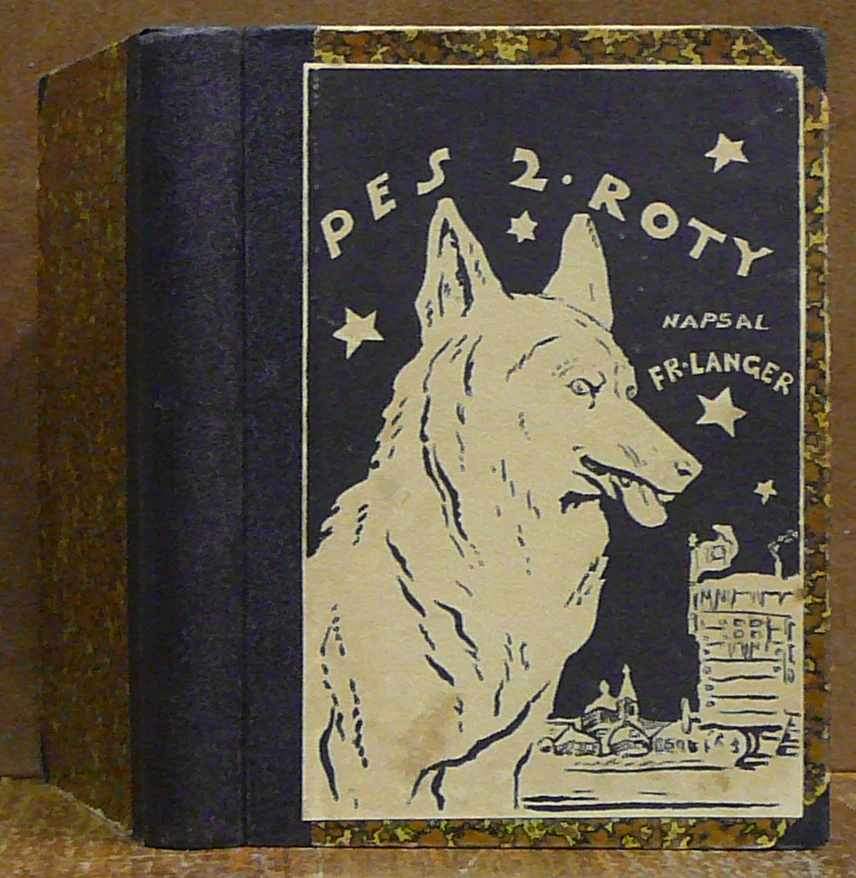 PES 2. ROTY
NAPSAL
FR. LANGER